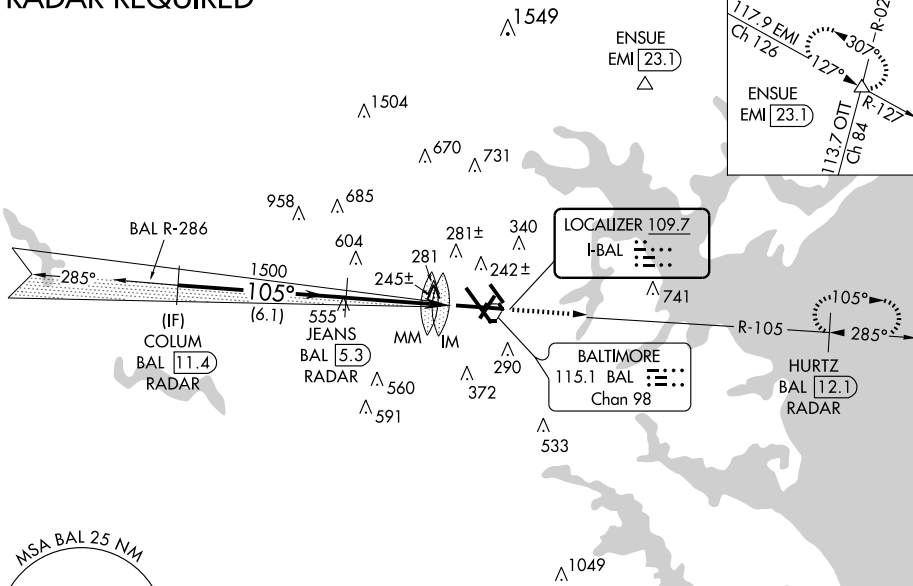 RADAR REQUIRED
1549
ENSUE
EMI 23.1
117.9 EMI
Ch 126
307°
127°
R-02
R-127
ENSUE
EMI 23.1
113.7 OTT
Ch 84
1504
670
731
958
685
BAL R-286
604
281±
340
LOCALIZER 109.7
I-BAL
285°
1500
105°
(6.1)
245±
281
242±
741
555
MM
IM
(IF)
COLUM
BAL 11.4
RADAR
JEANS
BAL 5.3
RADAR
R-105
105°
285°
HURTZ
BAL 12.1
RADAR
290
BALTIMORE
115.1 BAL
Chan 98
560
372
591
533
MSA BAL 25 NM
1049